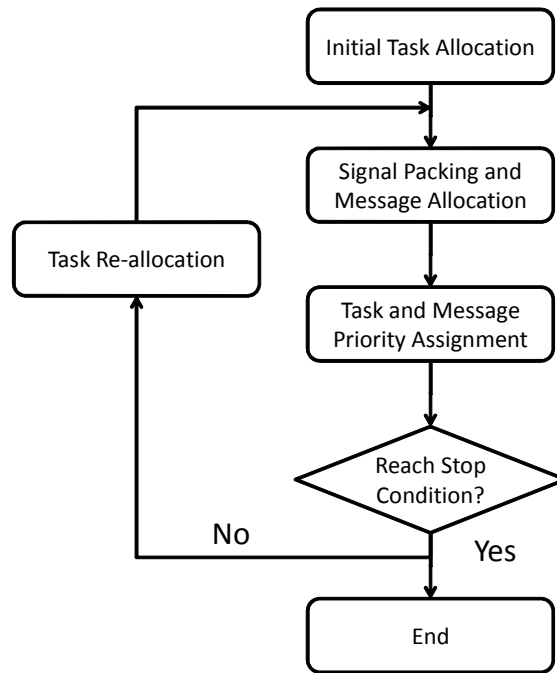 Initial Task Allocation
Signal Packing and
Message Allocation
Task Re-allocation
Task and Message
Priority Assignment
Reach Stop
Condition?
No
Yes
End